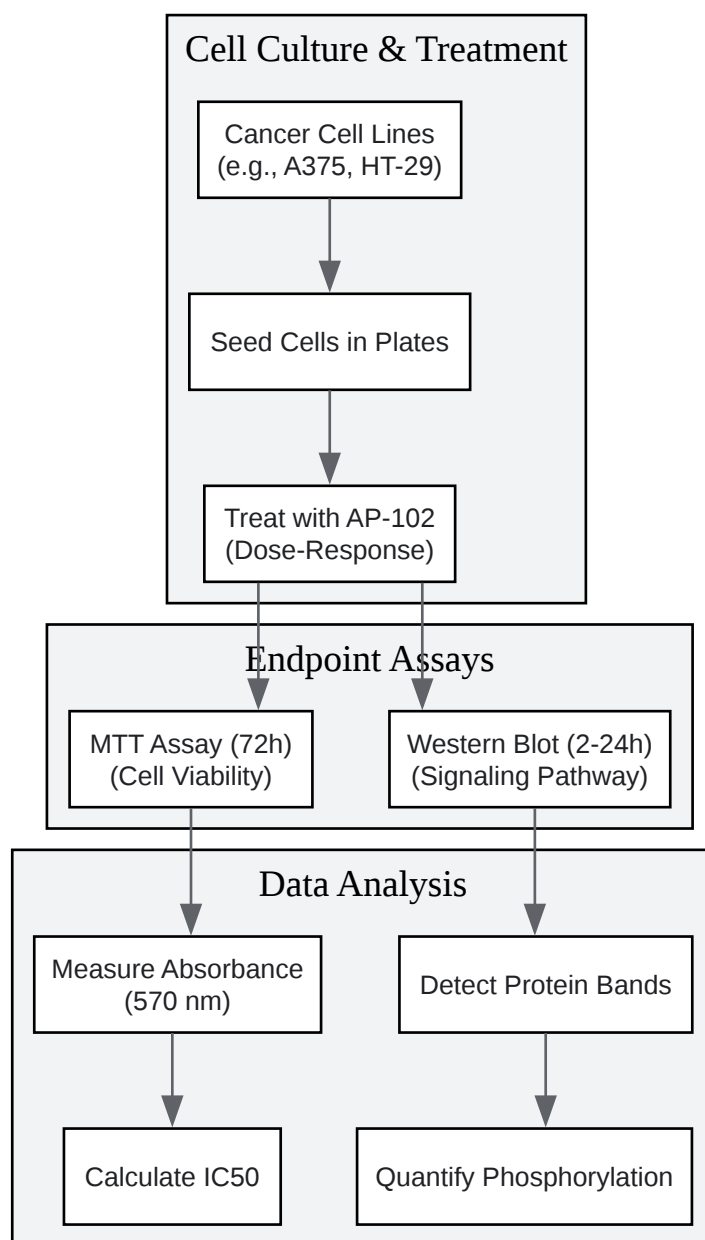 Cell Culture & Treatment
Cancer Cell Lines
(e.g., A375, HT-29)
Seed Cells in Plates
Treat with AP-102
(Dose-Response)
Endpoint Assays
MTT Assay (72h)
(Cell Viability)
Western Blot (2-24h)
(Signaling Pathway)
Data Analysis
Measure Absorbance
(570 nm)
Detect Protein Bands
Calculate IC50
Quantify Phosphorylation